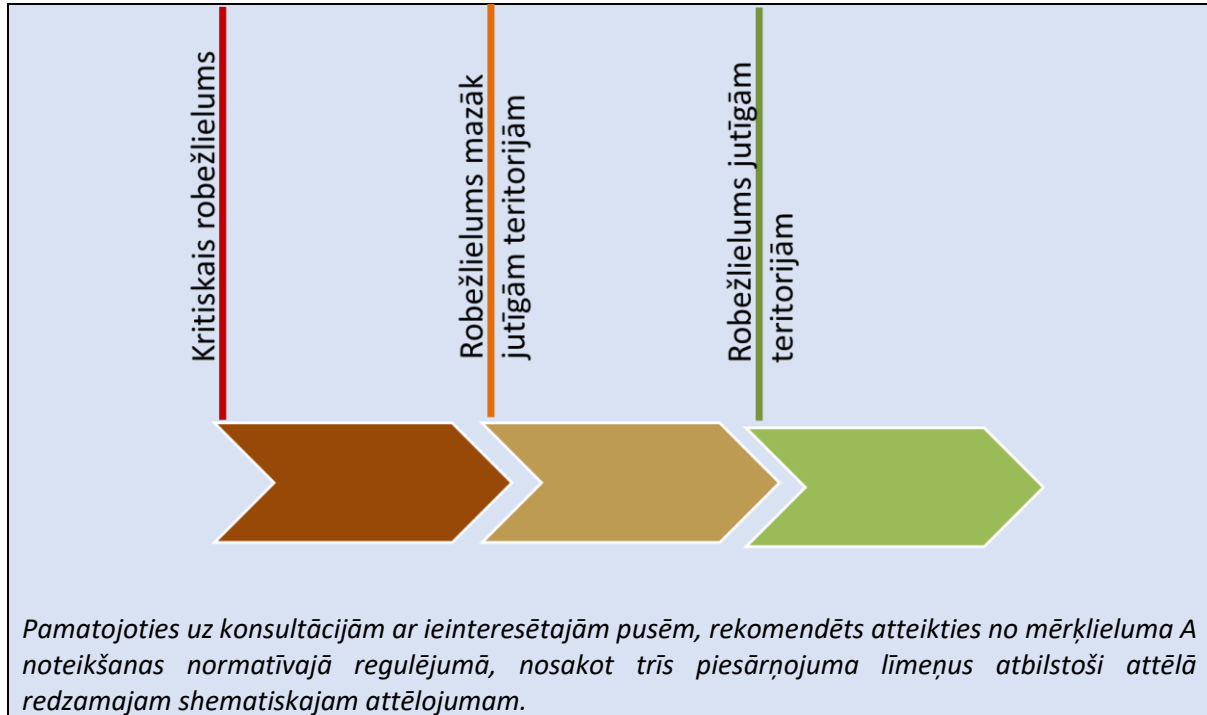 Kritiskais robežlielums
Robežlielums mazāk
jutīgām teritorijām
Robežlielums jutīgām
teritorijām
Pamatojoties uz konsultācijām ar ieinteresētajām pusēm, rekomendēts atteikties no mērķlieluma A
noteikšanas normatīvajā regulējumā, nosakot trīs piesārņojuma līmeņus atbilstoši attēlā
redzamajam shematiskajam attēlojumam.